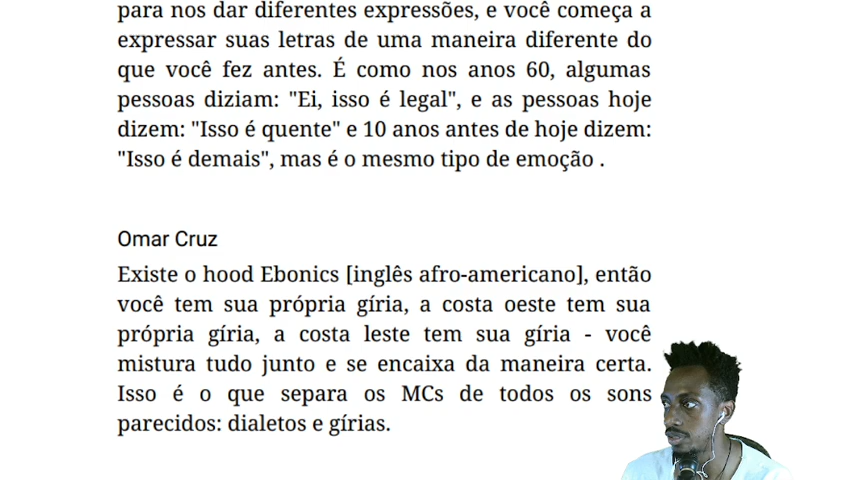 para nos dar diferentes expressões, e você começa a
expressar suas letras de uma maneira diferente do
que você fez antes. É como nos anos 60, algumas
pessoas diziam: "Ei, isso é legal", e as pessoas hoje
dizem: "Isso é quente" e 10 anos antes de hoje dizem:
"Isso é demais", mas é o mesmo tipo de emoção .
Omar Cruz
Existe o hood Ebonics [inglês afro-americano], então
você tem sua própria gíria, a costa oeste tem sua
própria gíria, a costa leste tem sua gíria - você
mistura tudo junto e se encaixa da maneira certa.
Isso é o que separa os MCs de todos os sons
parecidos: dialetos e gírias.